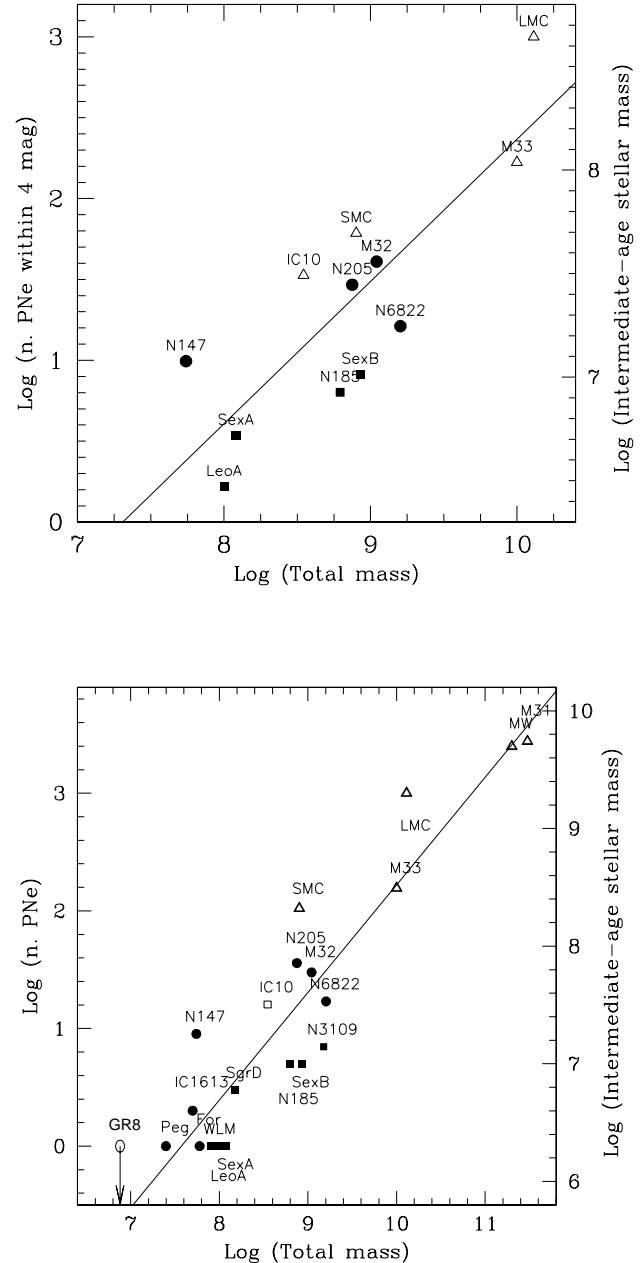 LMC
3
M33
8
2
SMC
M32
IC10
N205
N6822
N147
SexB
1
N185
7
SexA
LeoA
0
7
8
9
10
Log (Total mass)
Log (n. PNe within 4 mag)
Log (Intermediate-age stellar mass)
M31
10
MW
3
LMC
9
M33
SMC
2
N205
M32
8
IC10
N6822
N147
N3109
1
SgrD
7
IC1613
SexB
N185
GR8
For
Peg
WLM
0
SexA
LeoA
6
7
8
9
10
11
Log (Total mass)
Log (n. PNe)
Log (Intermediate-age stellar mass)